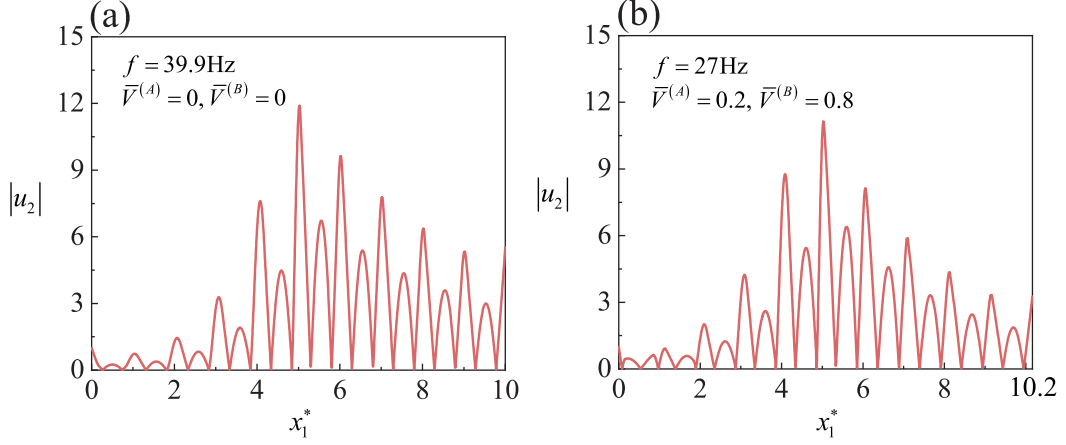 (a)
15
12
9
6
3
0
|u₂|
f = 39.9Hz
V̅⁽ᴬ⁾ = 0, V̅⁽ᴮ⁾ = 0
0 2 4 6 8 10
x₁*
(b)
15
12
9
6
3
0
|u₂|
f = 27Hz
V̅⁽ᴬ⁾ = 0.2, V̅⁽ᴮ⁾ = 0.8
0 2 4 6 8 10.2
x₁*